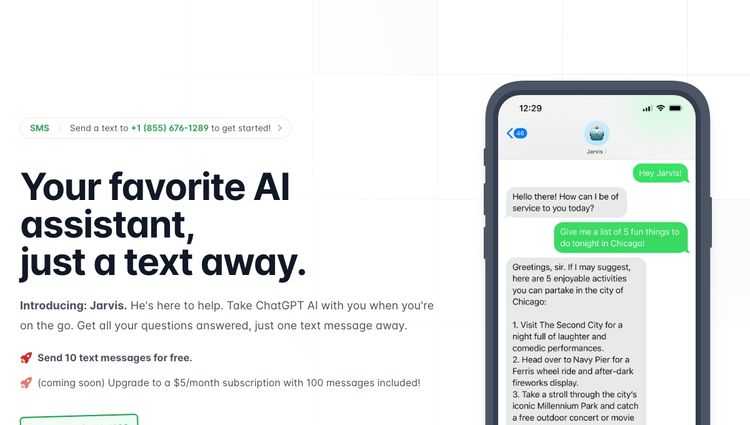 SMS Send a text to +1 (855) 676-1289 to get started!
Your favorite AI
assistant,
just a text away.
Introducing: Jarvis. He's here to help. Take ChatGPT AI with you when you're
on the go. Get all your questions answered, just one text message away.
🚀 Send 10 text messages for free.
🚀 (coming soon) Upgrade to a $5/month subscription with 100 messages included!
12:29
46
Jarvis
Hey Jarvis!
Hello there! How can I be of
service to you today?
Give me a list of 5 fun things to
do tonight in Chicago!
Greetings, sir. If I may suggest,
here are 5 enjoyable activities
you can partake in the city of
Chicago:
1. Visit The Second City for a
night full of laughter and
comedic performances.
2. Head over to Navy Pier for a
Ferris wheel ride and after-dark
fireworks display.
3. Take a stroll through the city's
iconic Millennium Park and catch
a free outdoor concert or movie